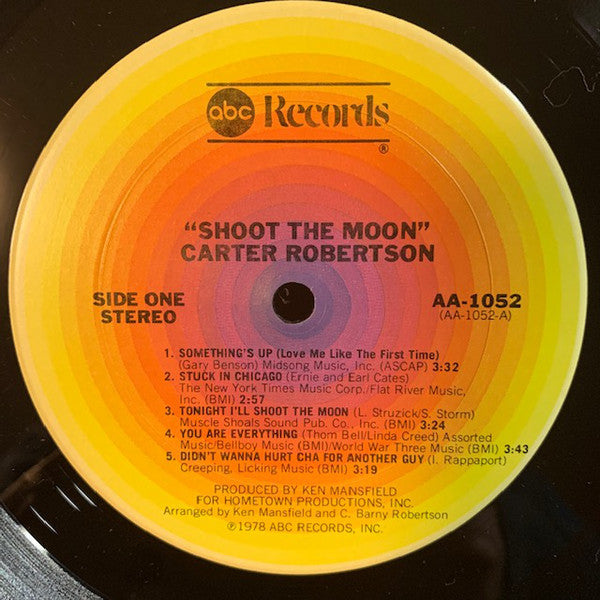 abc Records
®
"SHOOT THE MOON"
CARTER ROBERTSON
SIDE ONE
STEREO
AA-1052
(AA-1052-A)
1. SOMETHING'S UP (Love Me Like The First Time)
(Gary Benson) Midsong Music, Inc. (ASCAP) 3:32
2. STUCK IN CHICAGO (Ernie and Earl Cates)
The New York Times Music Corp./Flat River Music,
Inc. (BMI) 2:57
3. TONIGHT I'LL SHOOT THE MOON (L. Struzick/S. Storm)
Muscle Shoals Sound Pub. Co., Inc. (BMI) 3:24
4. YOU ARE EVERYTHING (Thom Bell/Linda Creed) Assorted
Music/Bellboy Music (BMI)/World War Three Music (BMI) 3:43
5. DIDN'T WANNA HURT CHA FOR ANOTHER GUY (I. Rappaport)
Creeping, Licking Music (BMI) 3:19
PRODUCED BY KEN MANSFIELD
FOR HOMETOWN PRODUCTIONS, INC.
Arranged by Ken Mansfield and C. Barny Robertson
℗1978 ABC RECORDS, INC.